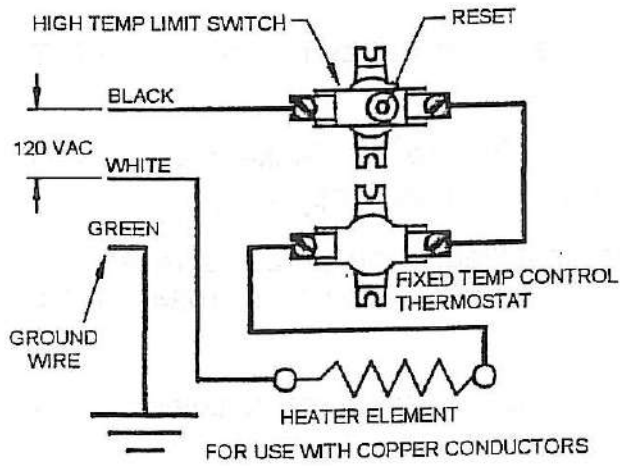 HIGH TEMP LIMIT SWITCH
RESET
BLACK
120 VAC
WHITE
GREEN
FIXED TEMP CONTROL
THERMOSTAT
GROUND
WIRE
HEATER ELEMENT
FOR USE WITH COPPER CONDUCTORS